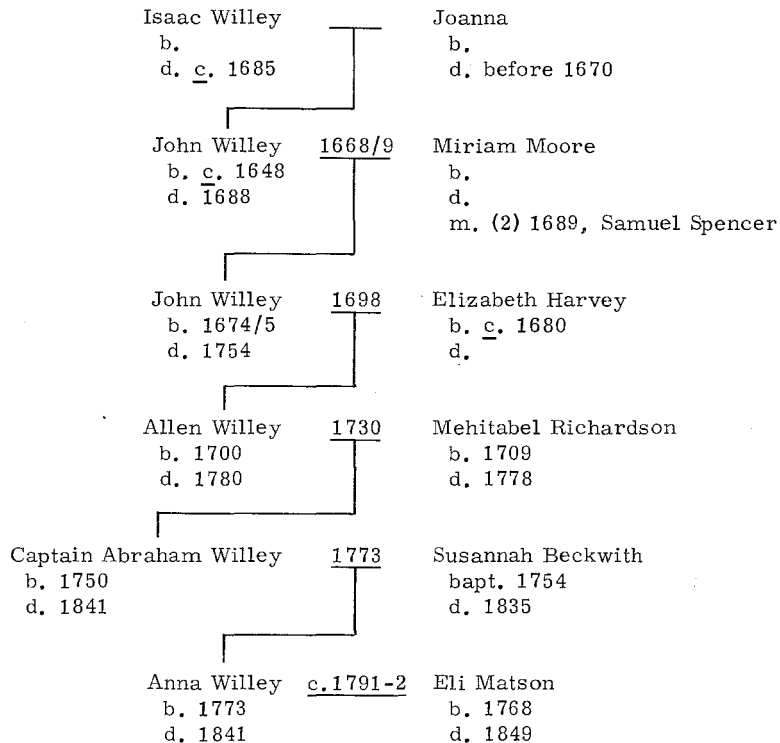 Isaac Willey Joanna
b. b.
d. c. 1685 d. before 1670
John Willey 1668/9 Miriam Moore
b. c. 1648 b.
d. 1688 d.
m. (2) 1689, Samuel Spencer
John Willey 1698 Elizabeth Harvey
b. 1674/5 b. c. 1680
d. 1754 d.
Allen Willey 1730 Mehitabel Richardson
b. 1700 b. 1709
d. 1780 d. 1778
Captain Abraham Willey 1773 Susannah Beckwith
b. 1750 bapt. 1754
d. 1841 d. 1835
Anna Willey c.1791-2 Eli Matson
b. 1773 b. 1768
d. 1841 d. 1849